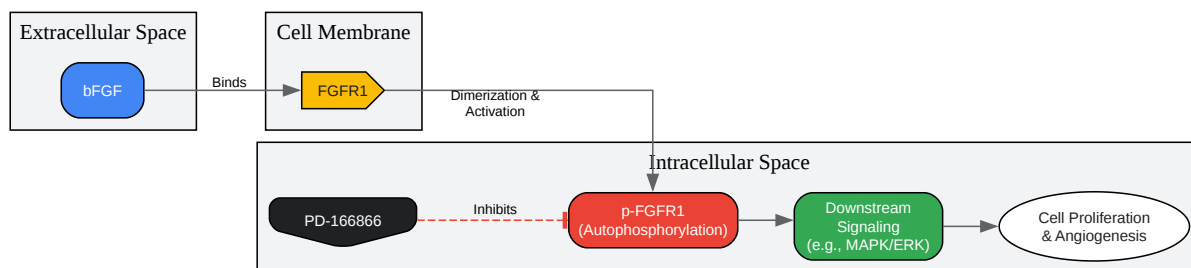 Extracellular Space
Cell Membrane
bFGF
Binds
FGFR1
Dimerization &
Activation
Intracellular Space
PD-166866
Inhibits
p-FGFR1
(Autophosphorylation)
Downstream
Signaling
(e.g., MAPK/ERK)
Cell Proliferation
& Angiogenesis